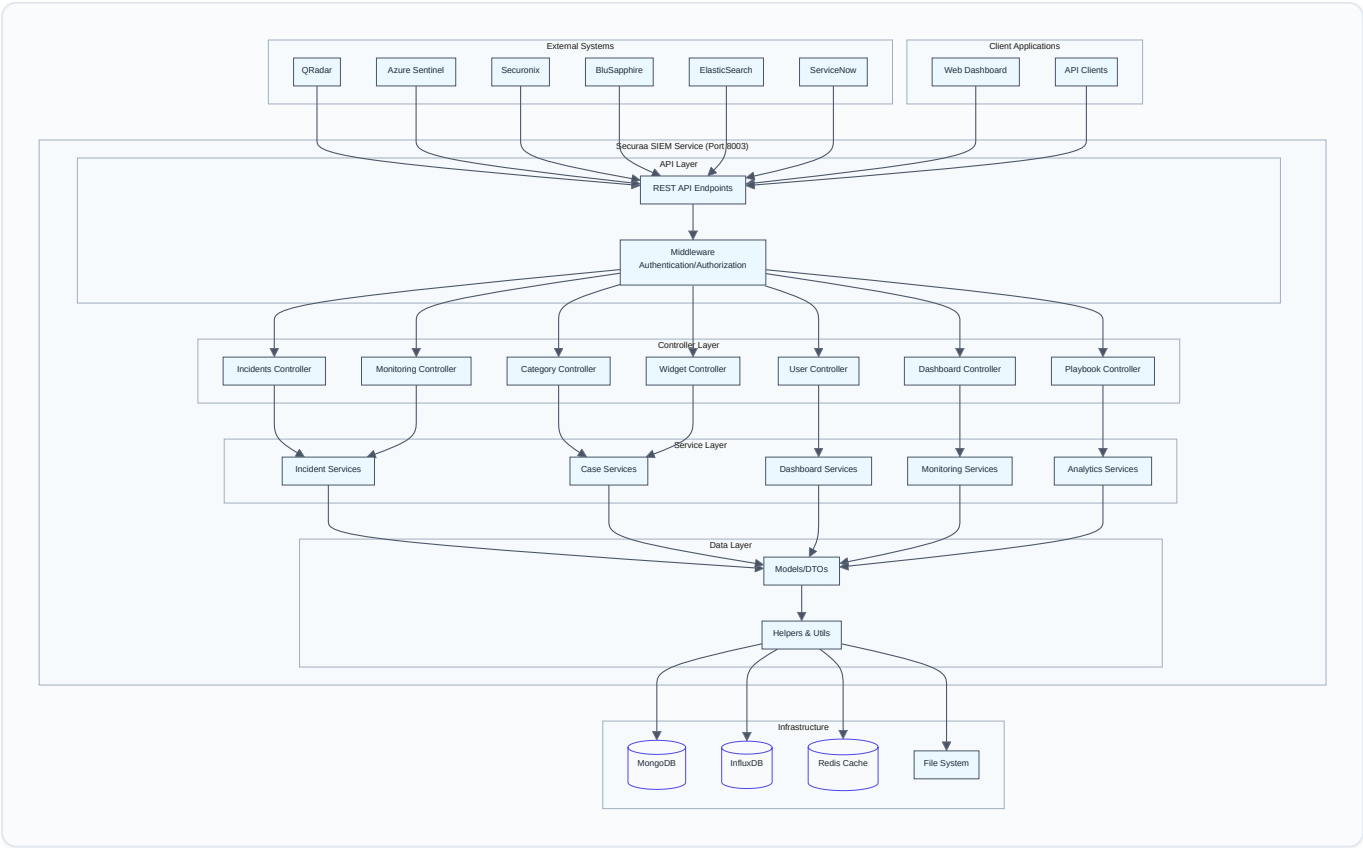 External Systems
Client Applications
QRadar
Azure Sentinel
Securonix
BluSapphire
ElasticSearch
ServiceNow
Web Dashboard
API Clients
Securaa SIEM Service (Port 8003)
API Layer
REST API Endpoints
Middleware
Authentication/Authorization
Controller Layer
Incidents Controller
Monitoring Controller
Category Controller
Widget Controller
User Controller
Dashboard Controller
Playbook Controller
Service Layer
Incident Services
Case Services
Dashboard Services
Monitoring Services
Analytics Services
Data Layer
Models/DTOs
Helpers & Utils
Infrastructure
MongoDB
InfluxDB
Redis Cache
File System